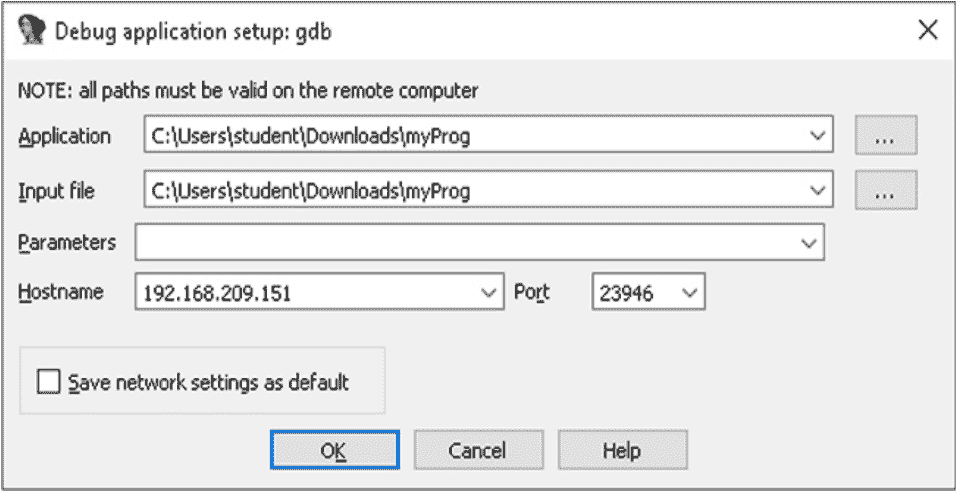 Debug application setup: gdb
NOTE: all paths must be valid on the remote computer
Application C:\Users\student\Downloads\myProg ...
Input file C:\Users\student\Downloads\myProg ...
Parameters
Hostname 192.168.209.151 Port 23946
Save network settings as default
OK Cancel Help